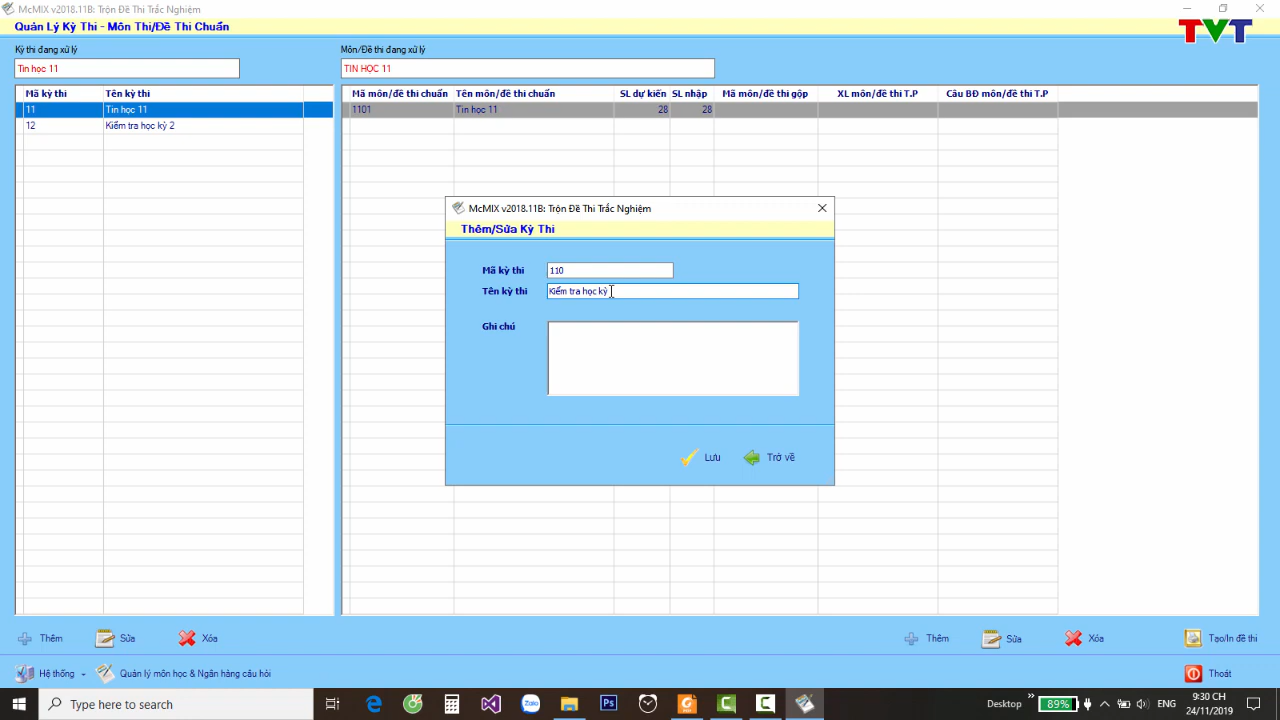 McMIX v2018.11B: Trộn Đề Thi Trắc Nghiệm
Quản Lý Kỳ Thi - Môn Thi/Đề Thi Chuẩn
TVT
Kỳ thi đang xử lý
Môn/Đề thi đang xử lý
Tin học 11
TIN HỌC 11
Mã kỳ thi Tên kỳ thi
Mã môn/đề thi chuẩn Tên môn/đề thi chuẩn SL dự kiến SL nhập Mã môn/đề thi gộp XL môn/đề thi T.P Câu BĐ môn/đề thi T.P
11 Tin học 11
1101 Tin học 11 28 28
12 Kiểm tra học kỳ 2
McMIX v2018.11B: Trộn Đề Thi Trắc Nghiệm
Thêm/Sửa Kỳ Thi
Mã kỳ thi 110
Tên kỳ thi Kiểm tra học kỳ
Ghi chú
Lưu Trở về
Thêm Sửa Xóa
Thêm Sửa Xóa Tạo/In đề thi
Hệ thống Quản lý môn học & Ngân hàng câu hỏi Thoát
Type here to search
Zalo
Ps
Desktop
89%
ENG
9:30 CH
24/11/2019